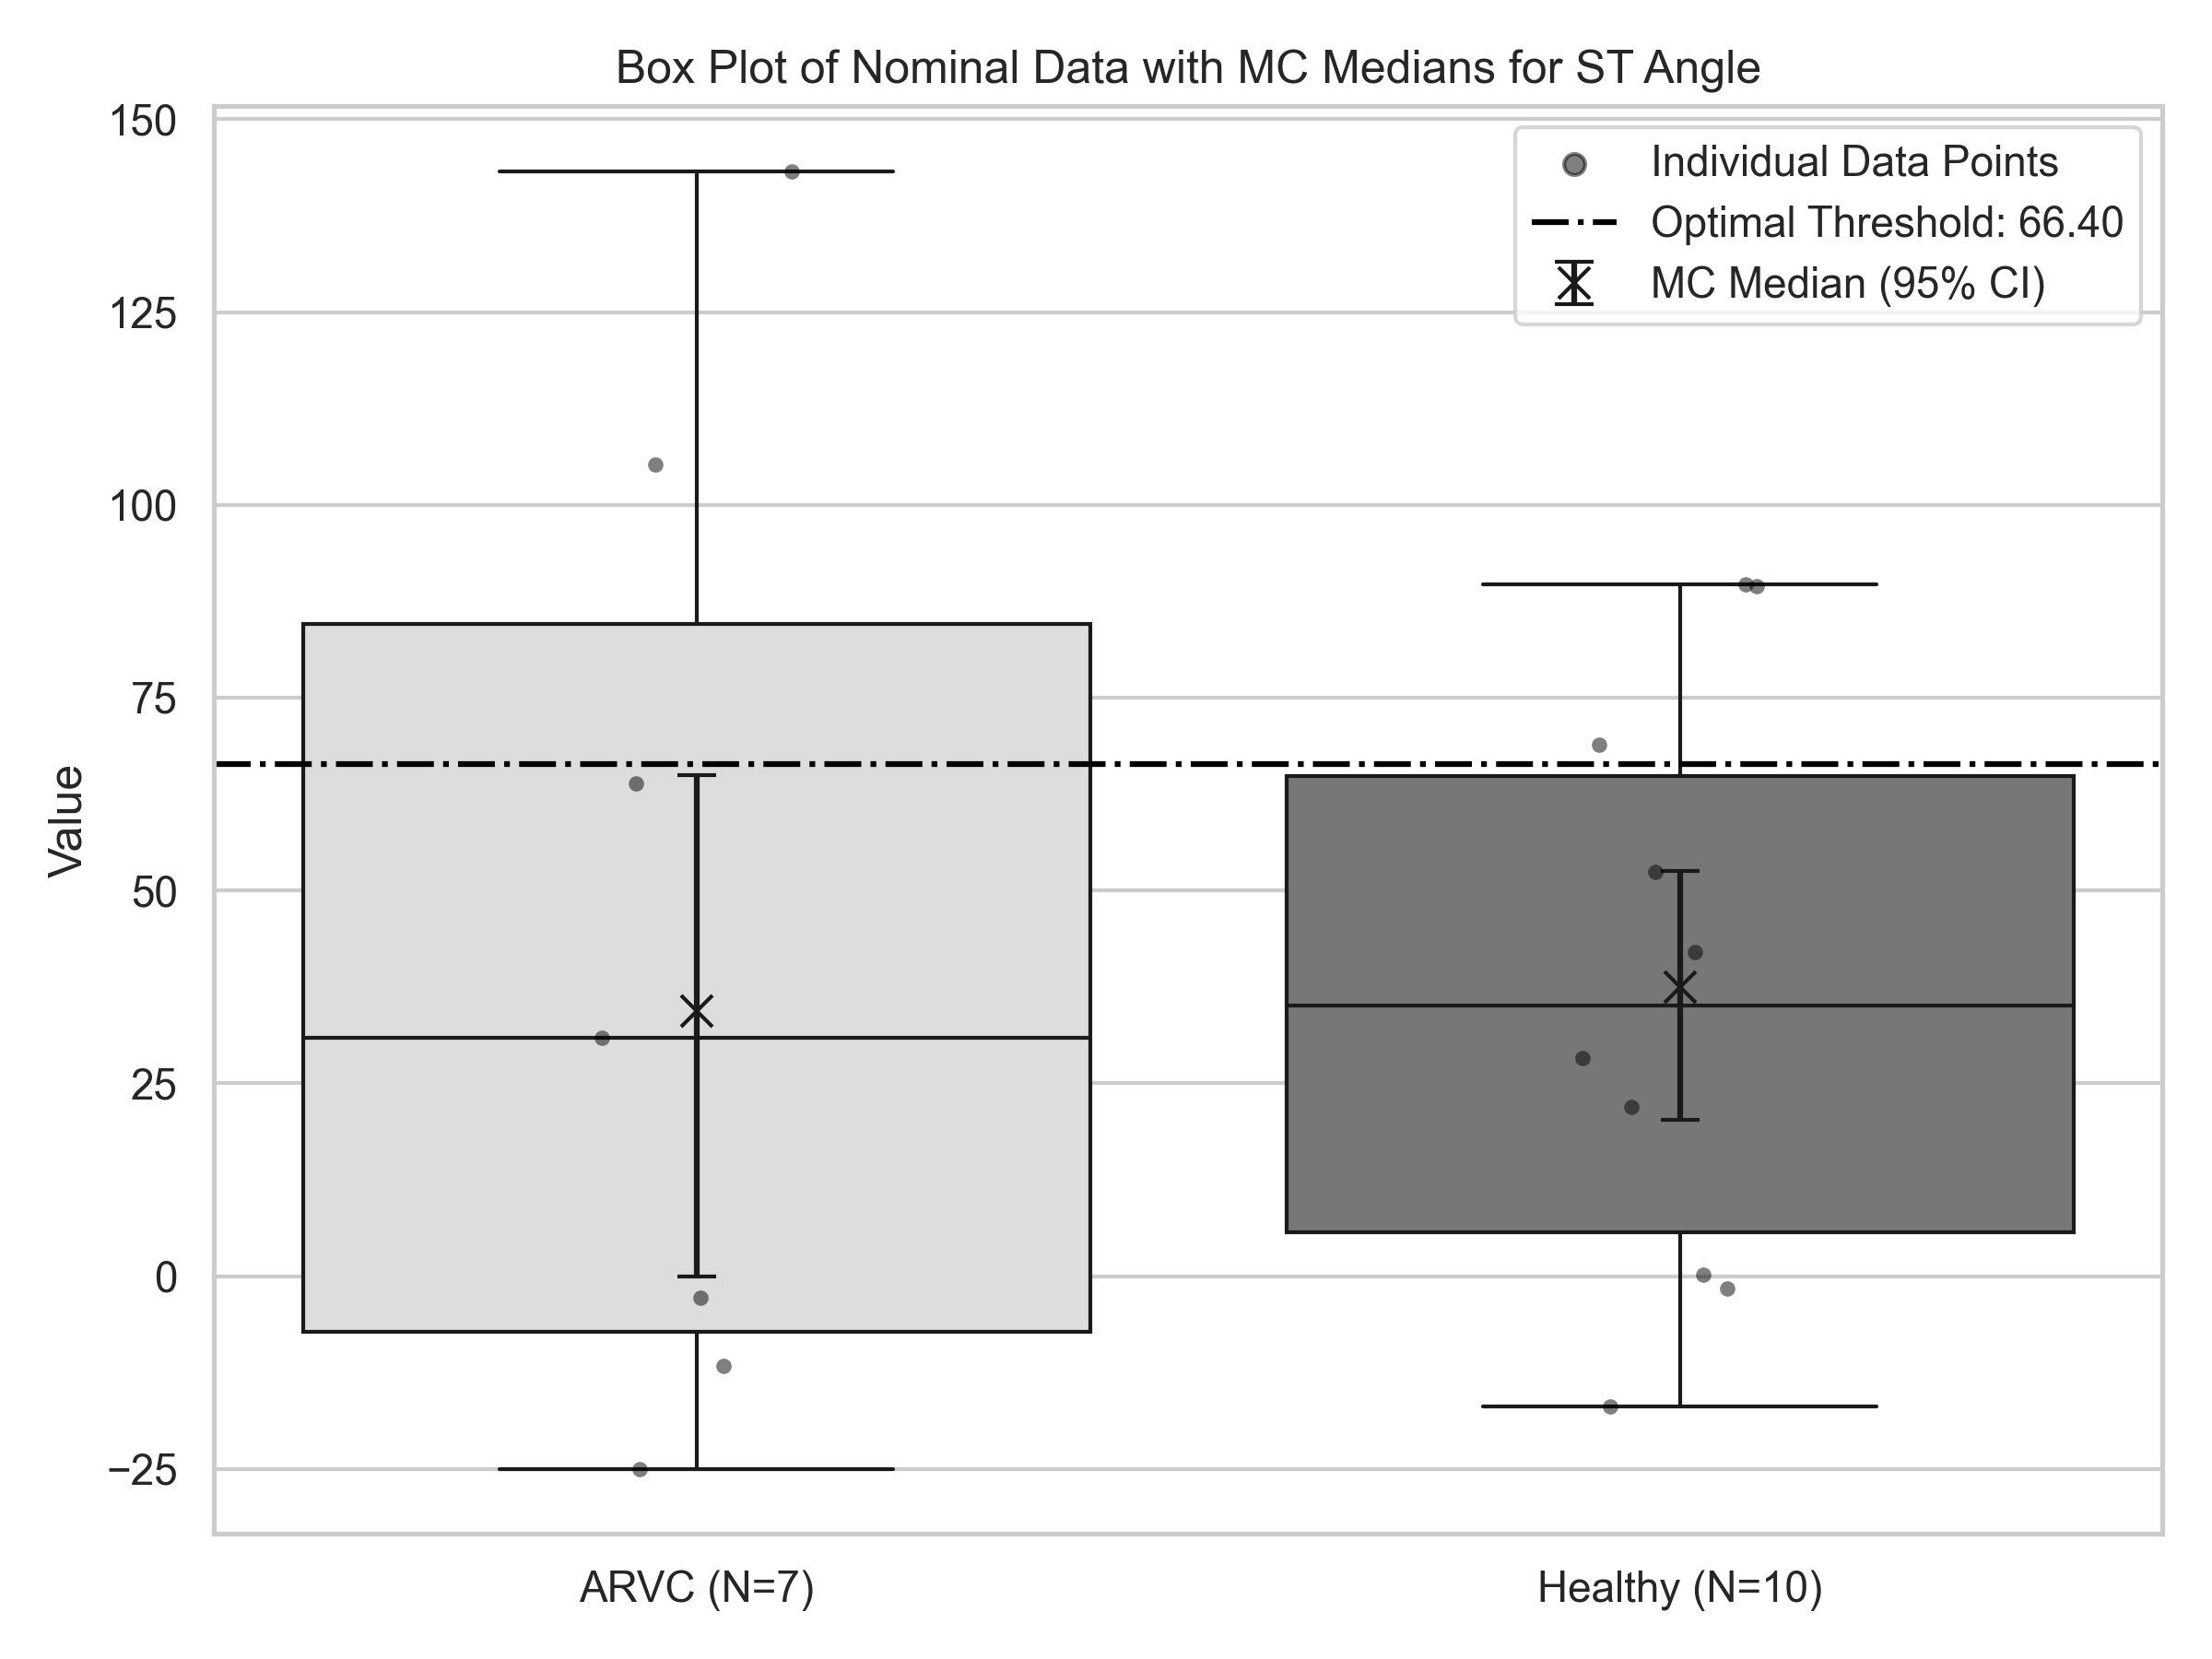 Box Plot of Nominal Data with MC Medians for ST Angle
Individual Data Points
Optimal Threshold: 66.40
MC Median (95% CI)
Value
150
125
100
75
50
25
0
−25
ARVC (N=7)
Healthy (N=10)